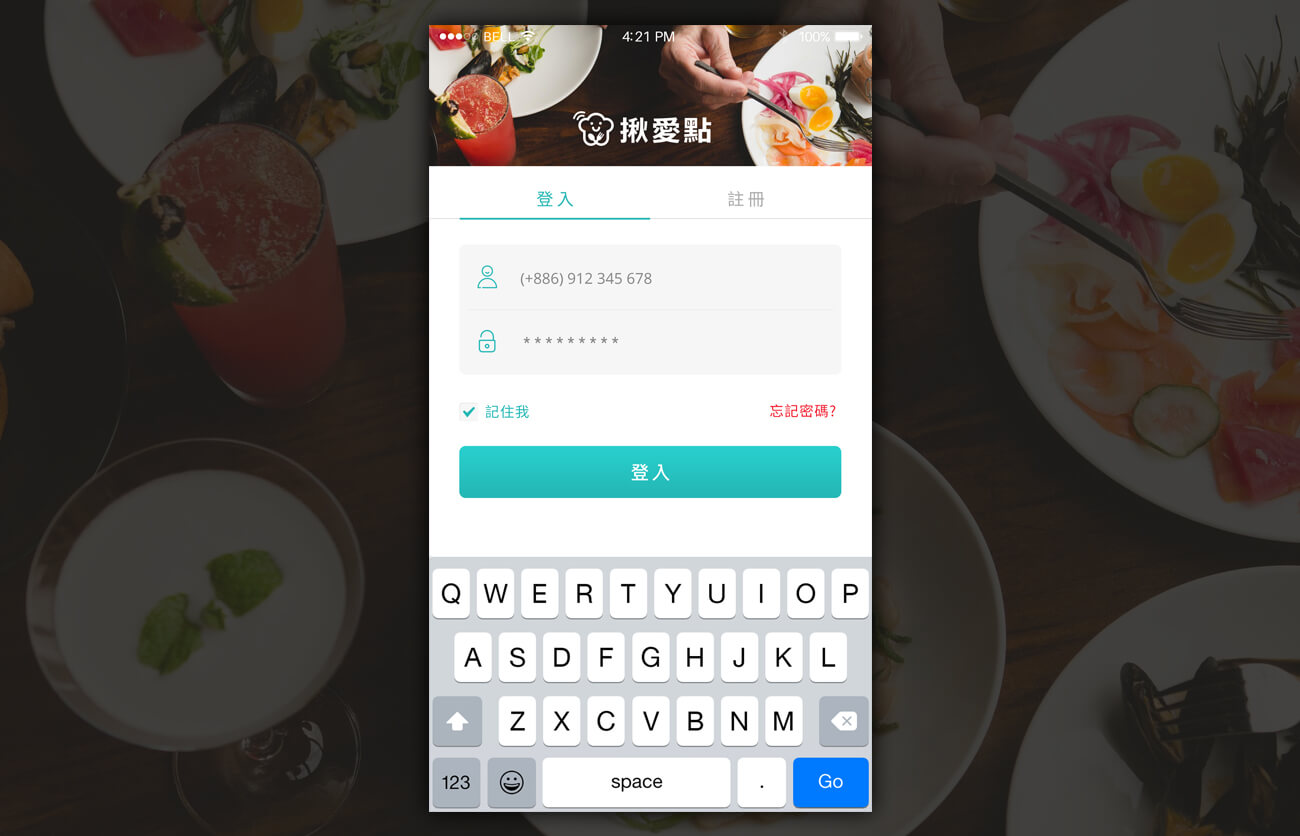 BELL 4:21 PM 100%
揪愛點
登入 註冊
(+886) 912 345 678
*********
記住我 忘記密碼?
登入
Q W E R T Y U I O P
A S D F G H J K L
Z X C V B N M
123 space . Go